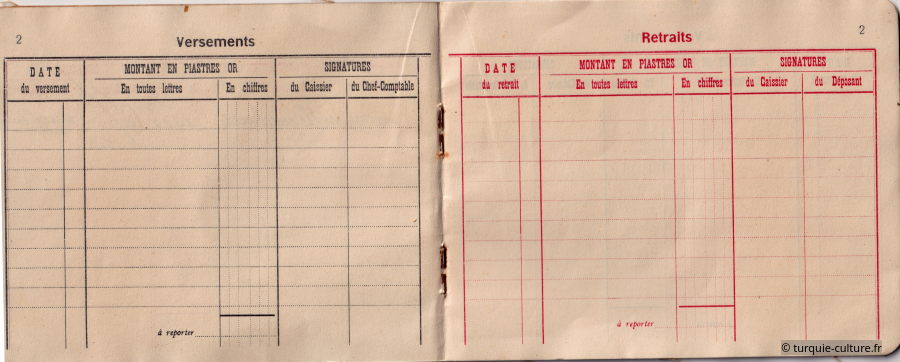 2
Versements
DATE
du versement
MONTANT EN PIASTRES OR
En toutes lettres
En chiffres
SIGNATURES
du Caissier
du Chef-Comptable
à reporter
2
Retraits
DATE
du retrait
MONTANT EN PIASTRES OR
En toutes lettres
En chiffres
SIGNATURES
du Caissier
du Déposant
à reporter
© turquie-culture.fr